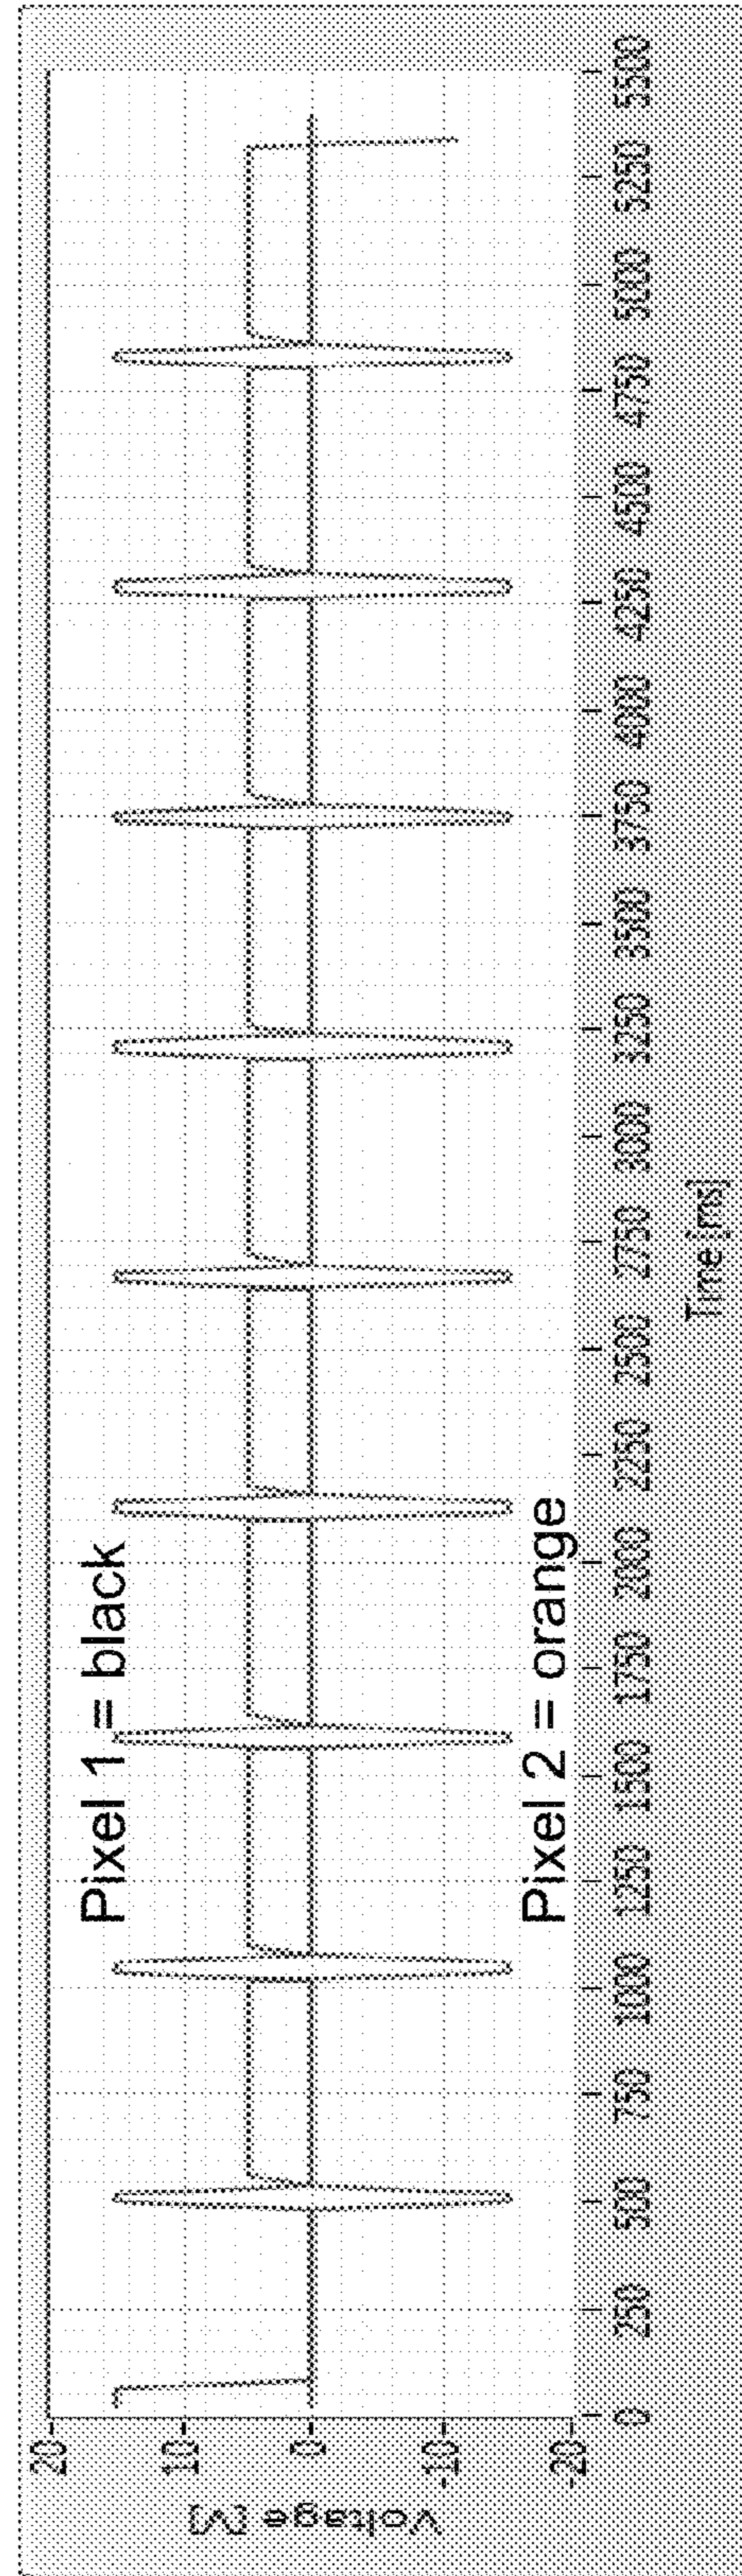 Voltage [V]
20
10
0
-10
-20
Pixel 1 = black
Pixel 2 = orange
0 250 500 750 1000 1250 1500 1750 2000 2250 2500 2750 3000 3250 3500 3750 4000 4250 4500 4750 5000 5250 5500
Time [ms]